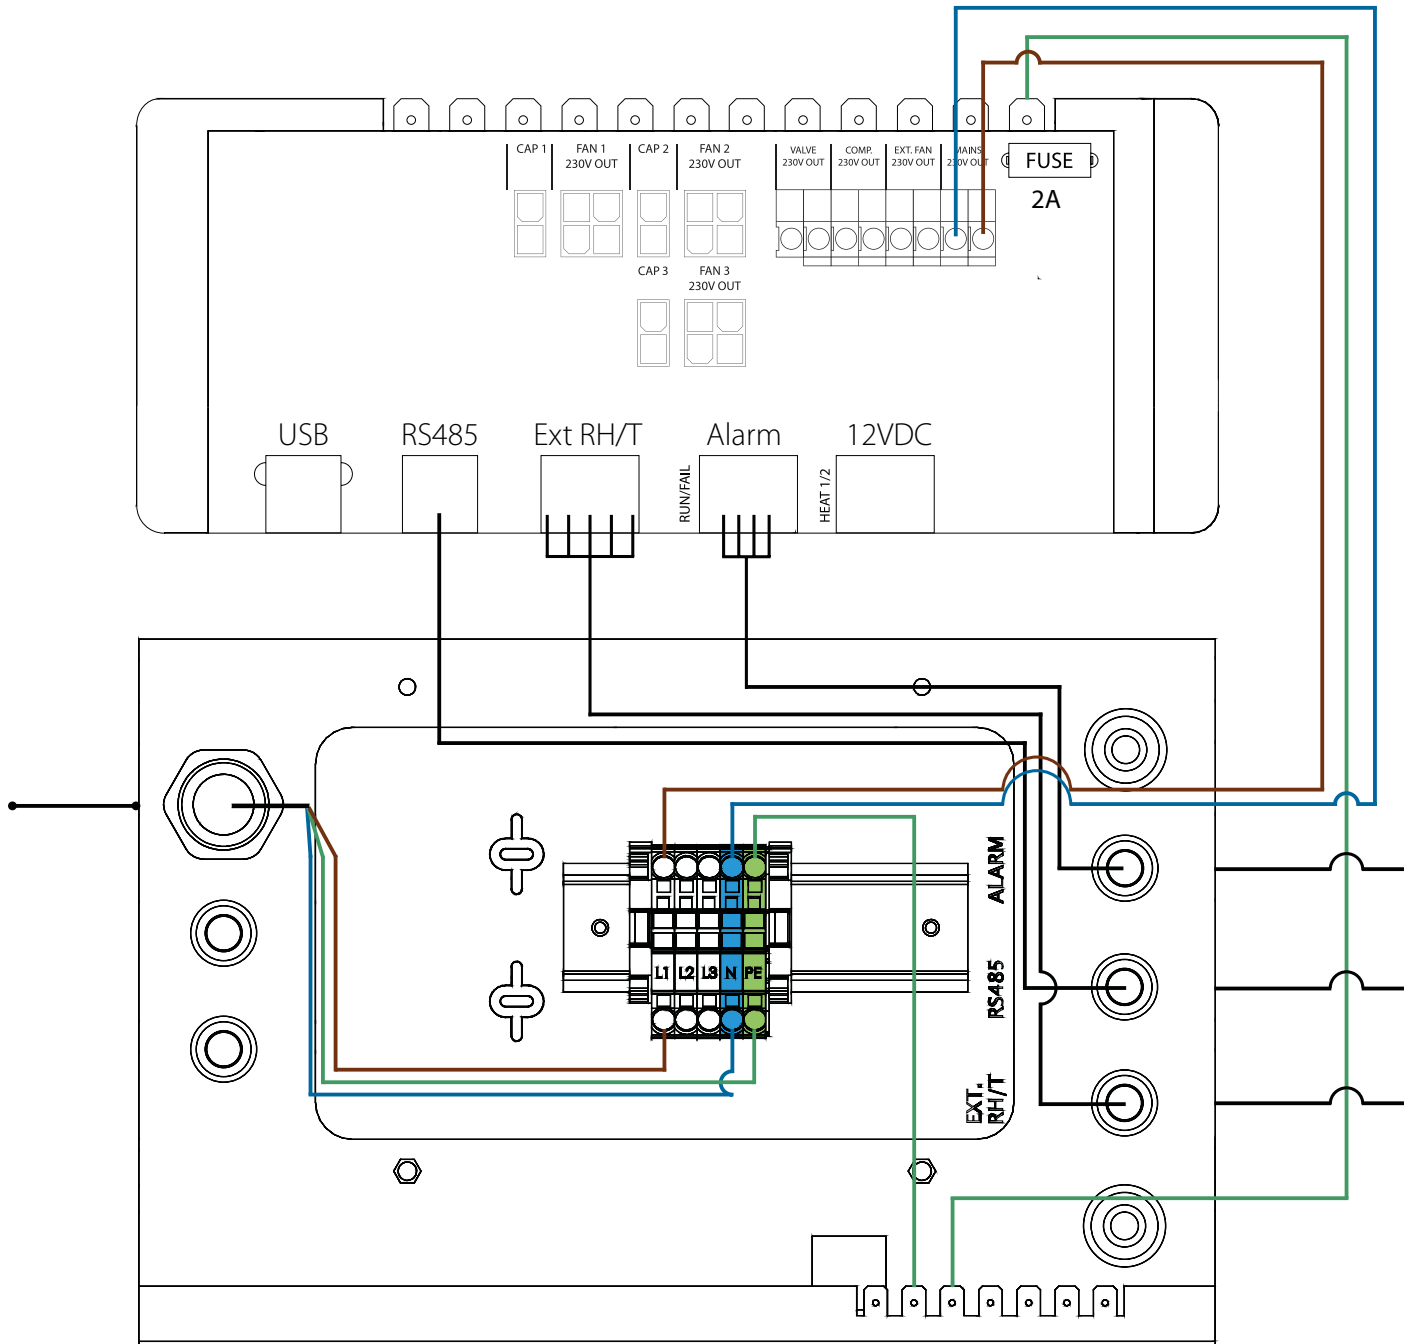 CAP 1
FAN 1
230V OUT
CAP 2
FAN 2
230V OUT
VALVE
230V OUT
COMP.
230V OUT
EXT. FAN
230V OUT
MAINS
230V OUT
FUSE
2A
CAP 3
FAN 3
230V OUT
USB
RS485
Ext RH/T
Alarm
12VDC
RUN/FAIL
HEAT 1/2
ALARM
L1
L2
L3
N
PE
RS485
EXT.
RH/T